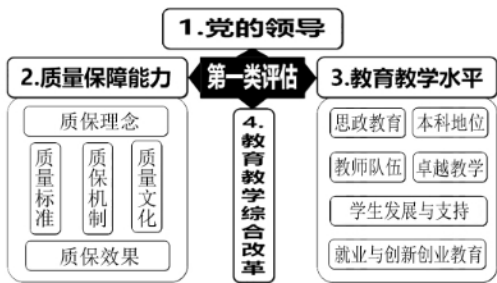 1.党的领导
2.质量保障能力
第一类评估
3.教育教学水平
质保理念
质量标准
质保机制
质量文化
质保效果
4.教育教学综合改革
思政教育
本科地位
教师队伍
卓越教学
学生发展与支持
就业与创新创业教育